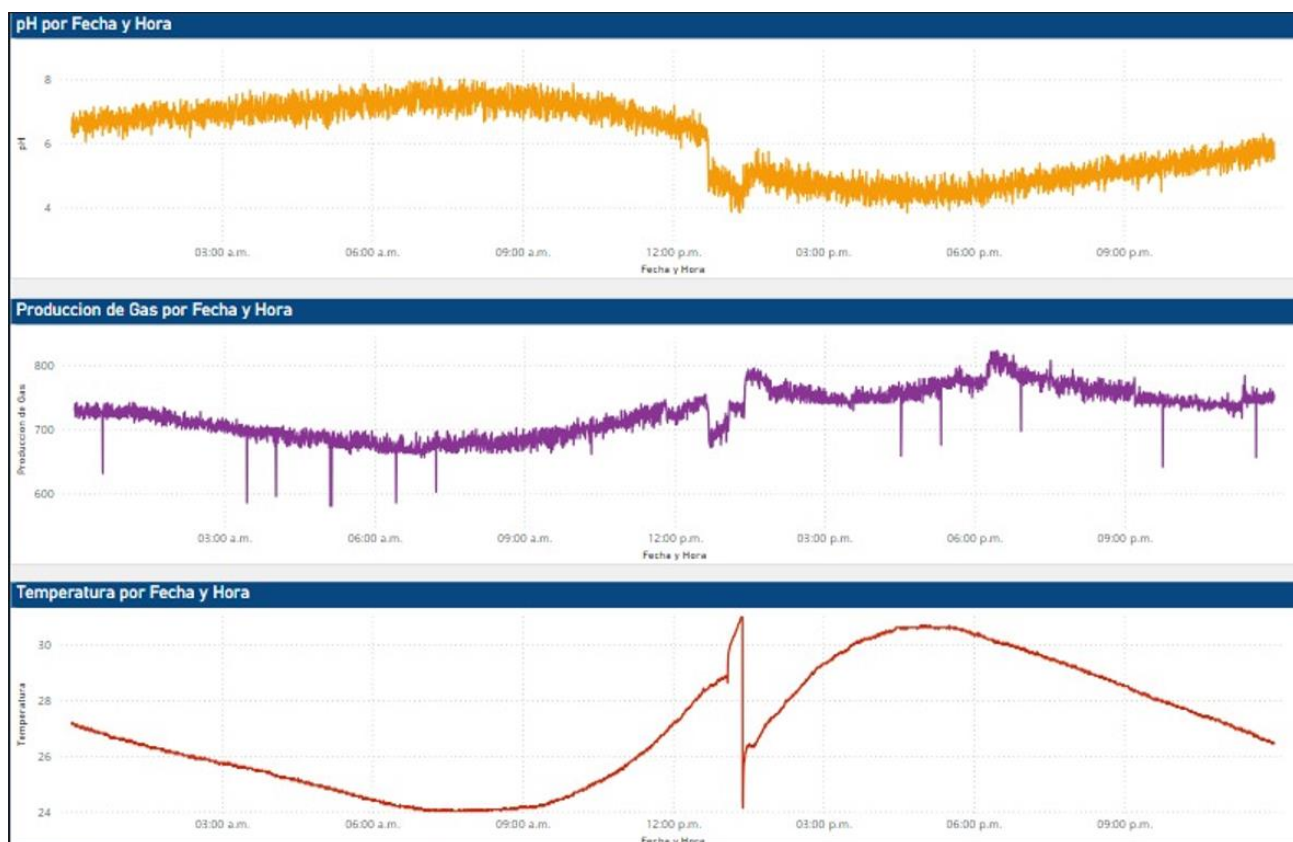 pH por Fecha y Hora
8
6
4
pH
03:00 a.m. 06:00 a.m. 09:00 a.m. 12:00 p.m. 03:00 p.m. 06:00 p.m. 09:00 p.m.
Fecha y Hora
Produccion de Gas por Fecha y Hora
800
700
600
Produccion de Gas
03:00 a.m. 06:00 a.m. 09:00 a.m. 12:00 p.m. 03:00 p.m. 06:00 p.m. 09:00 p.m.
Fecha y Hora
Temperatura por Fecha y Hora
30
28
26
24
Temperatura
03:00 a.m. 06:00 a.m. 09:00 a.m. 12:00 p.m. 03:00 p.m. 06:00 p.m. 09:00 p.m.
Fecha y Hora